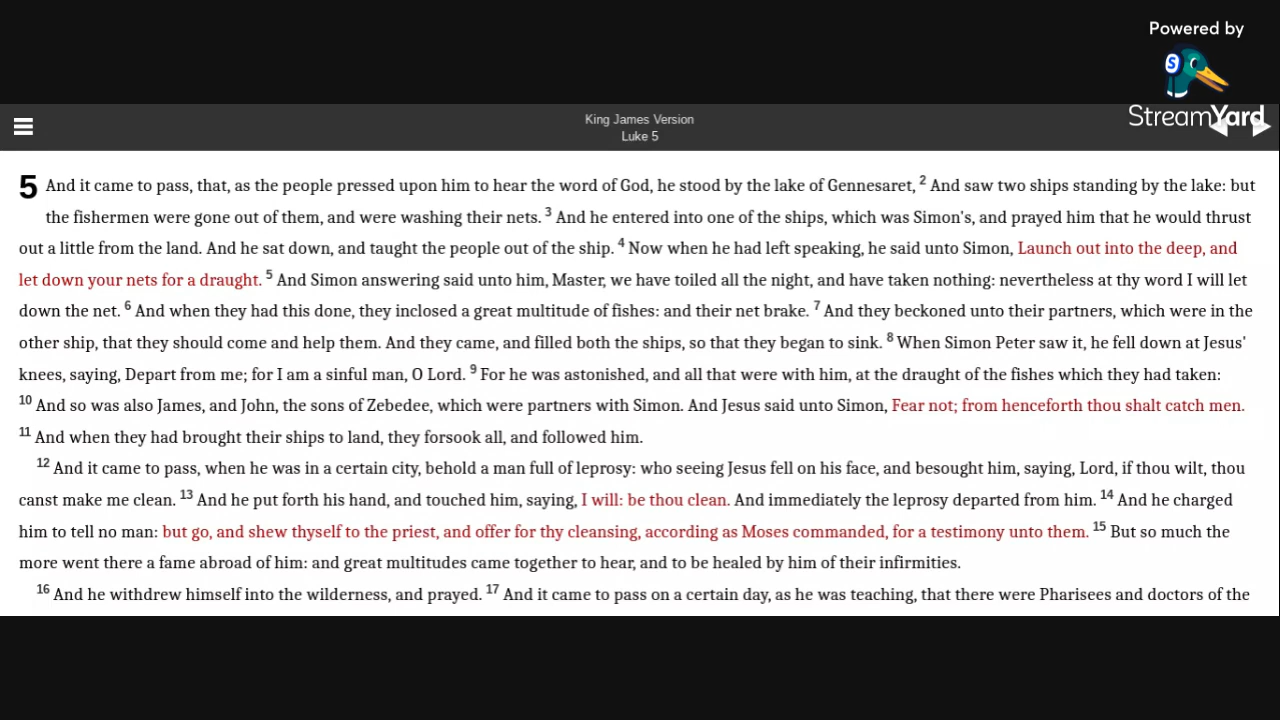 Powered by
S
StreamYard
King James Version
Luke 5
5 And it came to pass, that, as the people pressed upon him to hear the word of God, he stood by the lake of Gennesaret, 2 And saw two ships standing by the lake: but
the fishermen were gone out of them, and were washing their nets. 3 And he entered into one of the ships, which was Simon's, and prayed him that he would thrust
out a little from the land. And he sat down, and taught the people out of the ship. 4 Now when he had left speaking, he said unto Simon, Launch out into the deep, and
let down your nets for a draught. 5 And Simon answering said unto him, Master, we have toiled all the night, and have taken nothing: nevertheless at thy word I will let
down the net. 6 And when they had this done, they inclosed a great multitude of fishes: and their net brake. 7 And they beckoned unto their partners, which were in the
other ship, that they should come and help them. And they came, and filled both the ships, so that they began to sink. 8 When Simon Peter saw it, he fell down at Jesus'
knees, saying, Depart from me; for I am a sinful man, O Lord. 9 For he was astonished, and all that were with him, at the draught of the fishes which they had taken:
10 And so was also James, and John, the sons of Zebedee, which were partners with Simon. And Jesus said unto Simon, Fear not; from henceforth thou shalt catch men.
11 And when they had brought their ships to land, they forsook all, and followed him.
12 And it came to pass, when he was in a certain city, behold a man full of leprosy: who seeing Jesus fell on his face, and besought him, saying, Lord, if thou wilt, thou
canst make me clean. 13 And he put forth his hand, and touched him, saying, I will: be thou clean. And immediately the leprosy departed from him. 14 And he charged
him to tell no man: but go, and shew thyself to the priest, and offer for thy cleansing, according as Moses commanded, for a testimony unto them. 15 But so much the
more went there a fame abroad of him: and great multitudes came together to hear, and to be healed by him of their infirmities.
16 And he withdrew himself into the wilderness, and prayed. 17 And it came to pass on a certain day, as he was teaching, that there were Pharisees and doctors of the